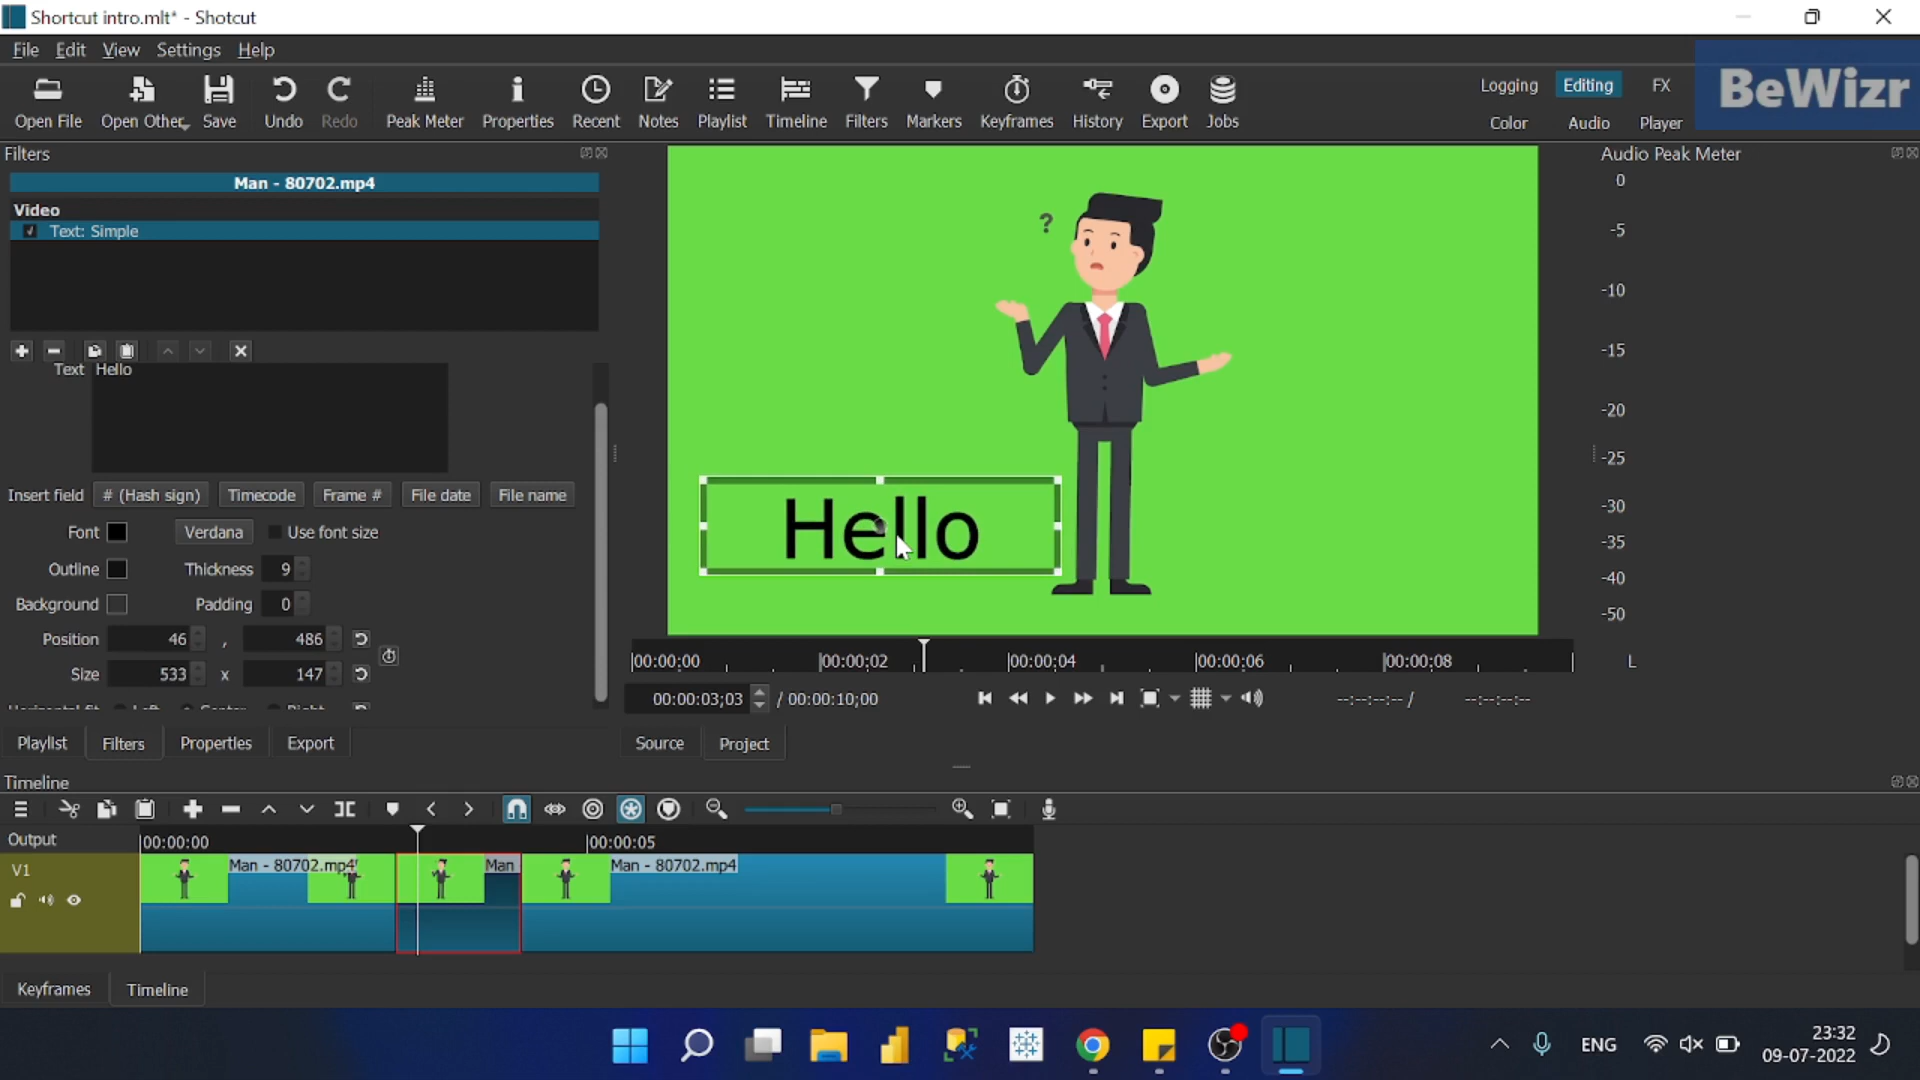 Shortcut intro.mlt* - Shotcut
File Edit View Settings Help
Open File Open Other Save Undo Redo Peak Meter Properties Recent Notes Playlist Timeline Filters Markers Keyframes History Export Jobs
Logging Editing FX
Color Audio Player
BeWizr
Filters
Man - 80702.mp4
Video
Text: Simple
Text Hello
Insert field # (Hash sign) Timecode Frame # File date File name
Font Verdana Use font size
Outline Thickness 9
Background Padding 0
Position 46 , 486
Size 533 x 147
Horizontal fit Left Center Right
Playlist Filters Properties Export
?
Hello
00:00:00 00:00:02 00:00:04 00:00:06 00:00:08
00:00:03;03 / 00:00:10;00
--:--:--:-- / --:--:--:--
Source Project
Audio Peak Meter
0
-5
-10
-15
-20
-25
-30
-35
-40
-50
L
Timeline
Output 00:00:00 00:00:05
V1 Man - 80702.mp4 Man Man - 80702.mp4
Keyframes Timeline
ENG
23:32
09-07-2022